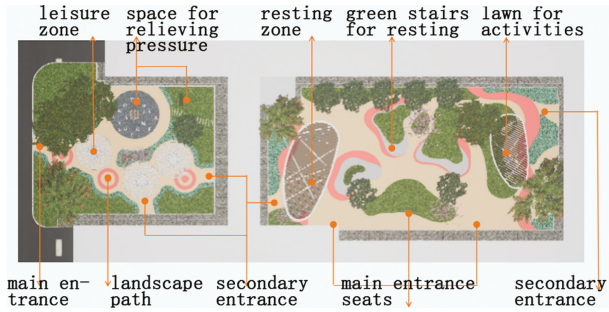 leisure
zone
space for
relieving
pressure
resting
zone
green stairs
for resting
lawn for
activities
main en-
trance
landscape
path
secondary
entrance
main entrance
seats
secondary
entrance